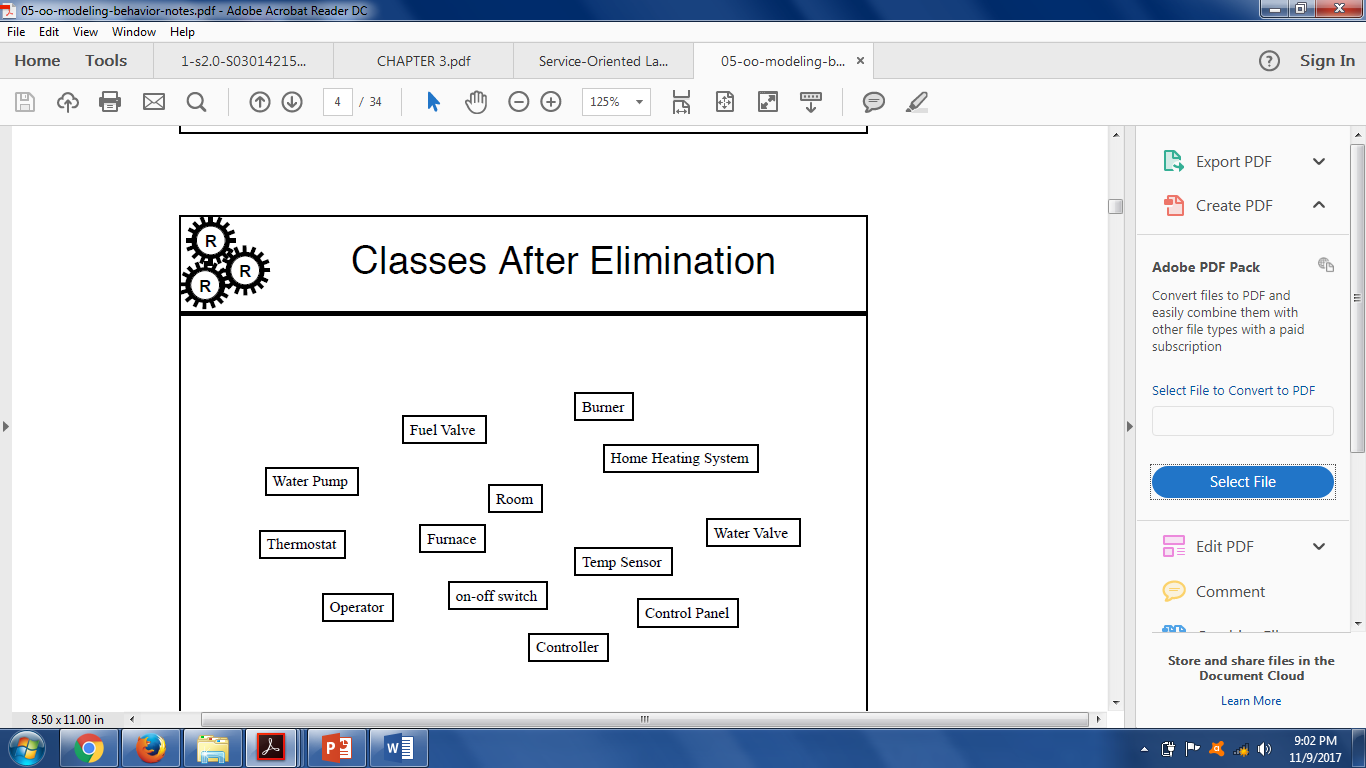 05-oo-modeling-behavior-notes.pdf - Adobe Acrobat Reader DC
File Edit View Window Help
Home Tools 1-s2.0-S03014215... CHAPTER 3.pdf Service-Oriented La... 05-oo-modeling-b... × Sign In
4 / 34 125%
R
R
R
Classes After Elimination
Burner
Fuel Valve
Home Heating System
Water Pump
Room
Water Valve
Thermostat
Furnace
Temp Sensor
on-off switch
Operator
Control Panel
Controller
Export PDF
Create PDF
Adobe PDF Pack
Convert files to PDF and
easily combine them with
other file types with a paid
subscription
Select File to Convert to PDF
Select File
Edit PDF
Comment
Store and share files in the
Document Cloud
Learn More
8.50 x 11.00 in
9:02 PM
11/9/2017